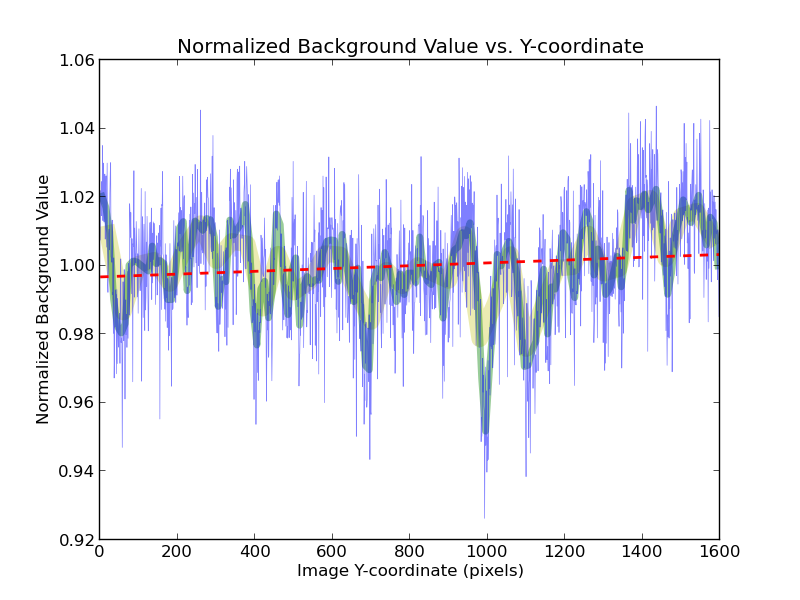 Normalized Background Value vs. Y-coordinate
1.06
1.04
1.02
1.00
0.98
0.96
0.94
0.92
Normalized Background Value
0 200 400 600 800 1000 1200 1400 1600
Image Y-coordinate (pixels)